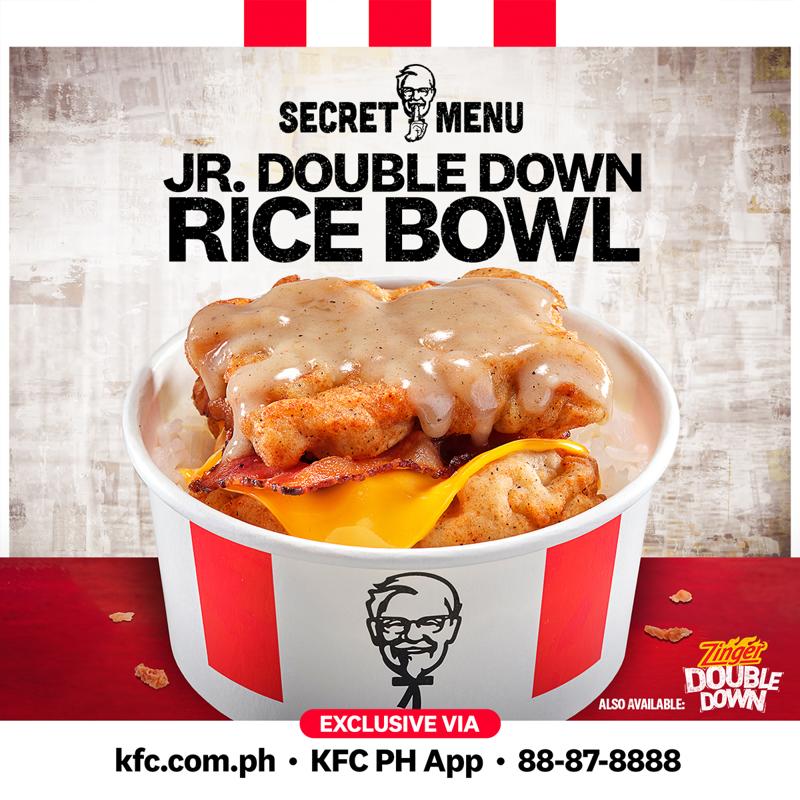 SECRET MENU
JR. DOUBLE DOWN
RICE BOWL
Zinger
DOUBLE
DOWN
ALSO AVAILABLE:
EXCLUSIVE VIA
kfc.com.ph • KFC PH App • 88-87-8888